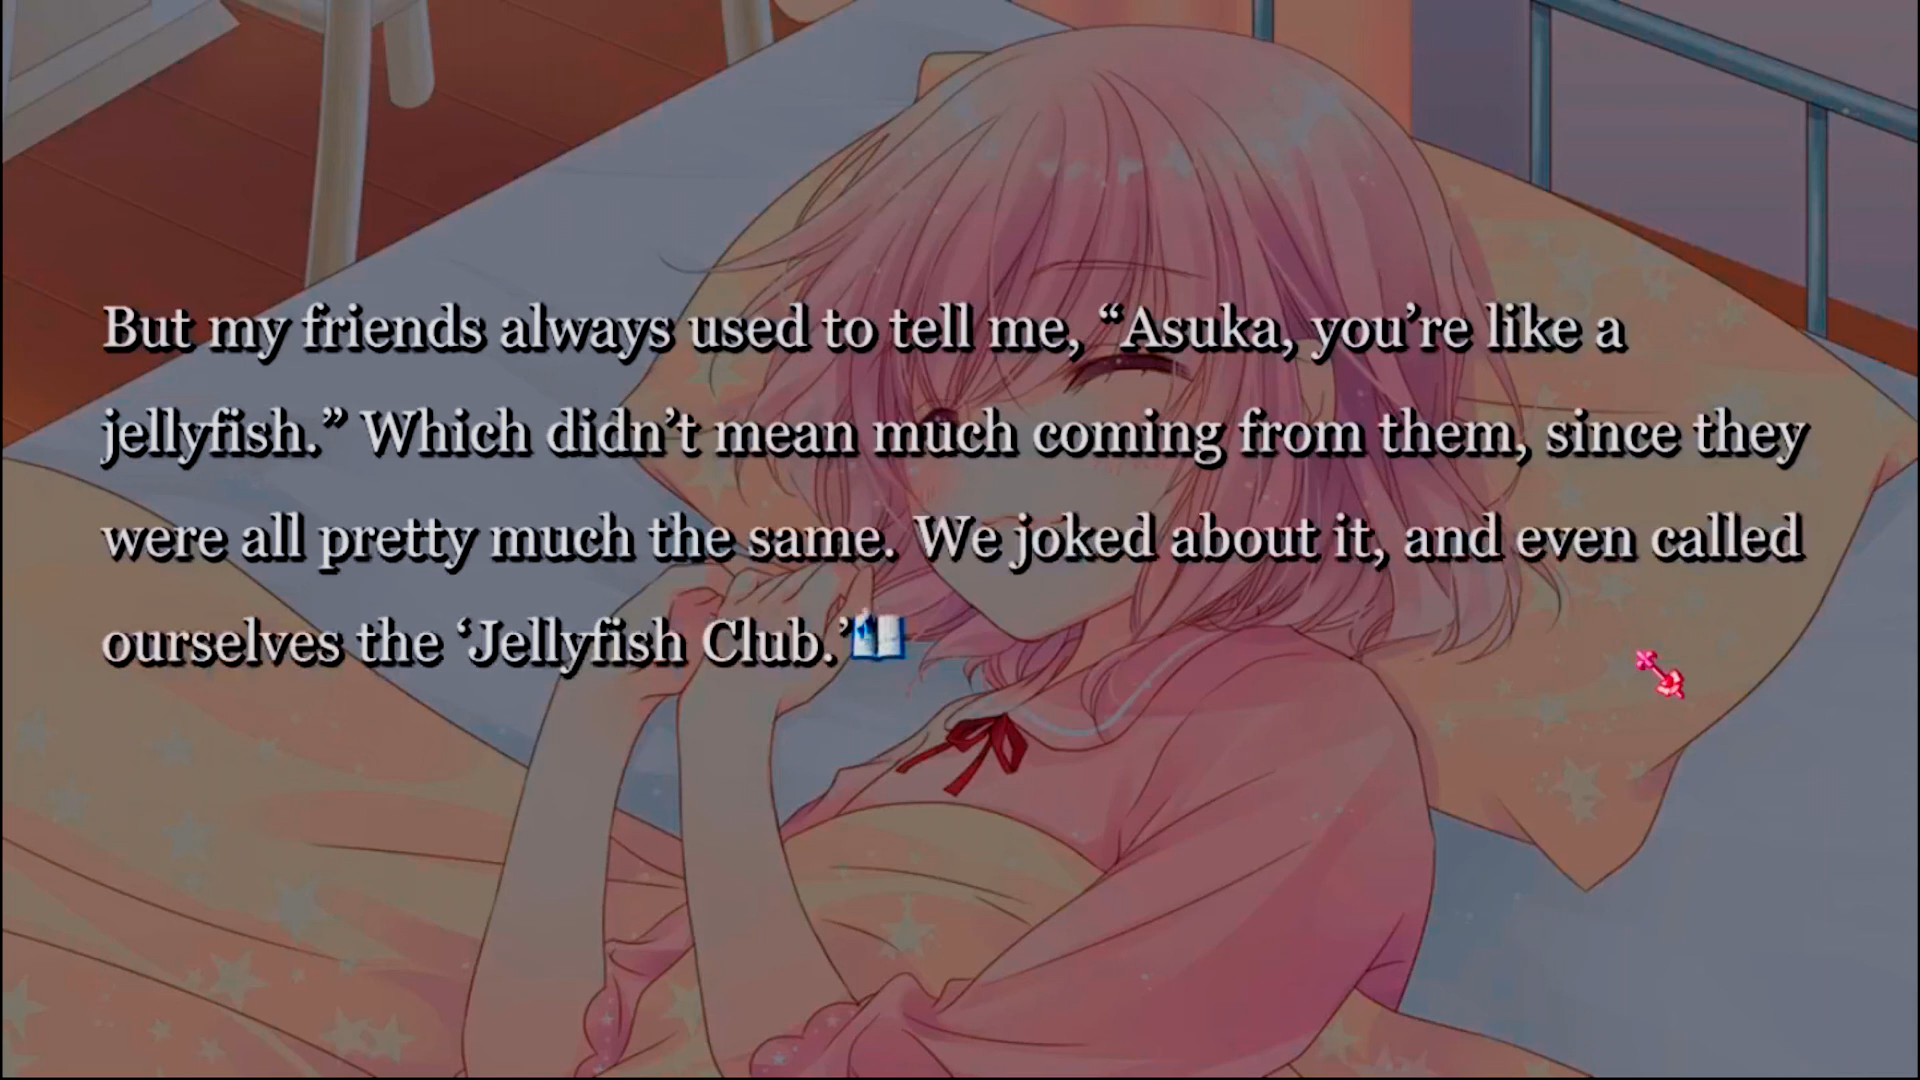 But my friends always used to tell me, “Asuka, you’re like a
jellyfish.” Which didn’t mean much coming from them, since they
were all pretty much the same. We joked about it, and even called
ourselves the ‘Jellyfish Club.’